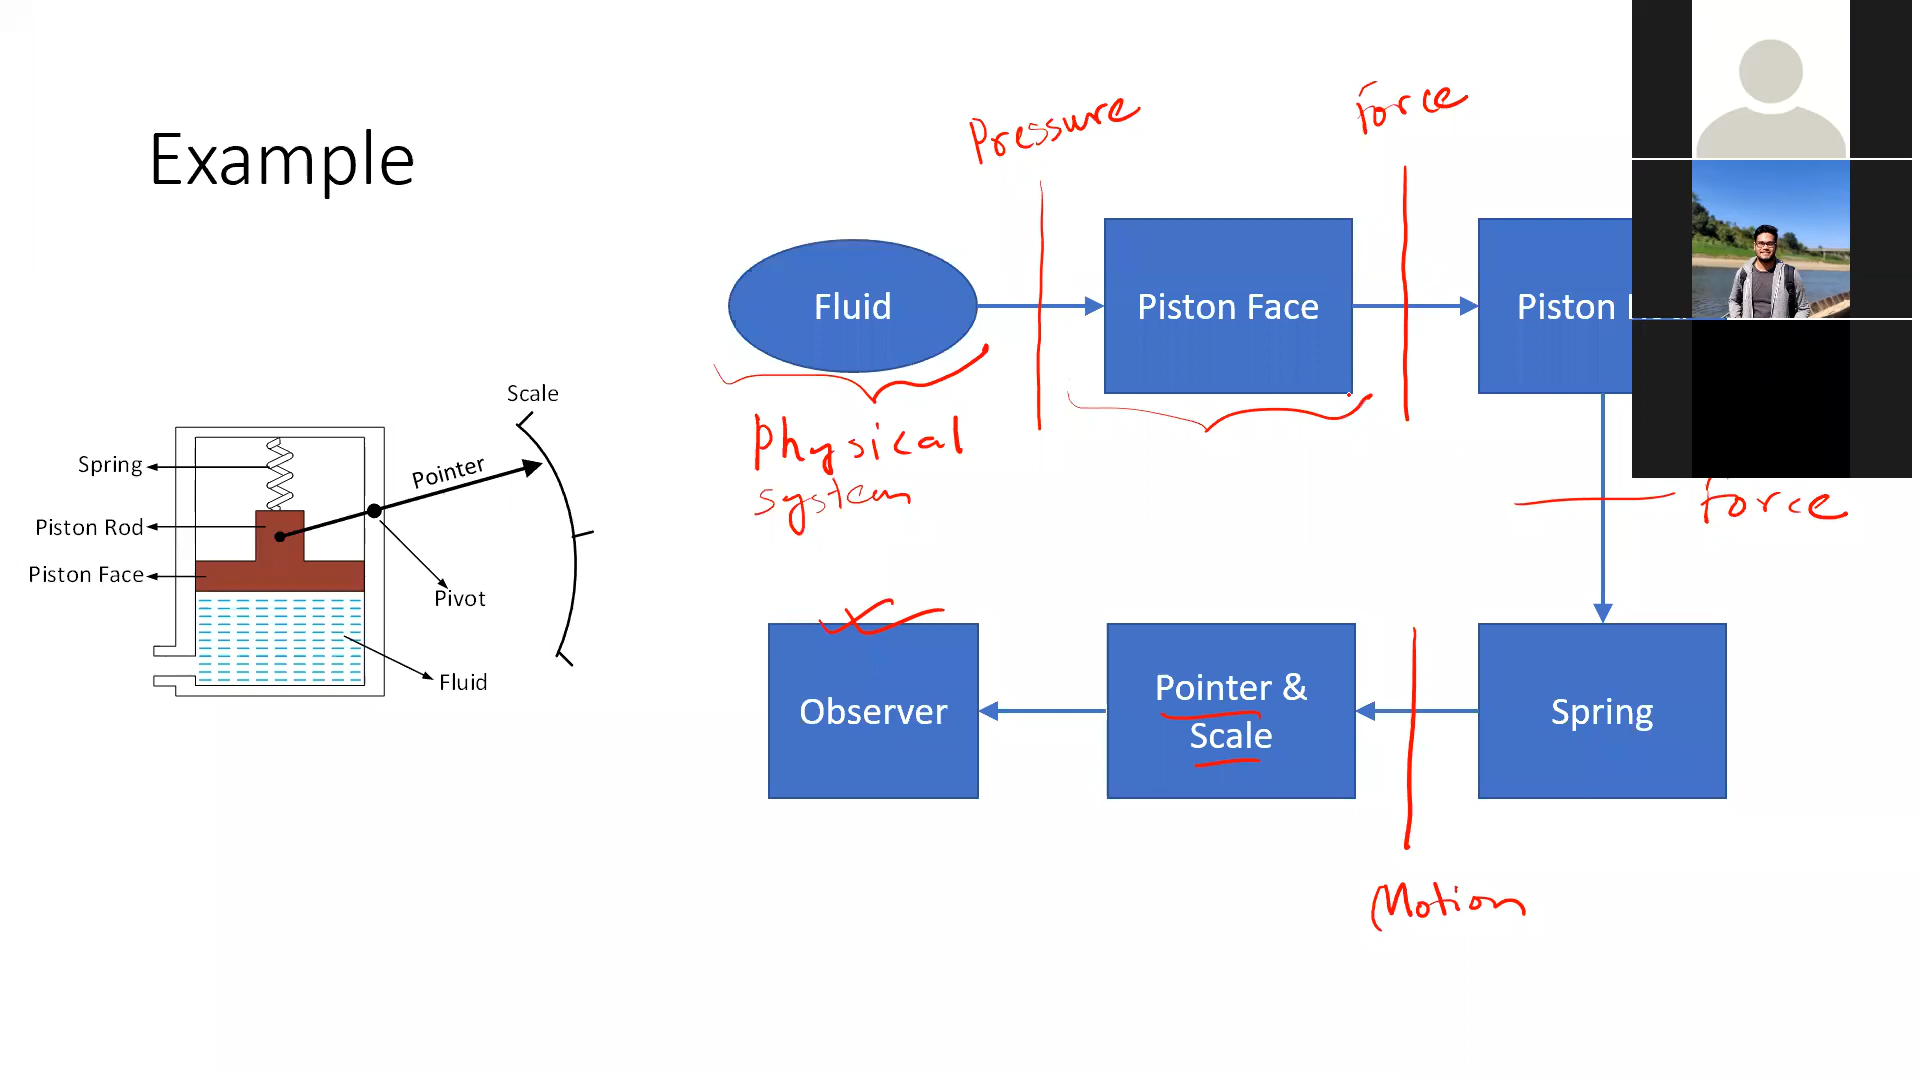 Example
Pressure
Force
Fluid
Piston Face
Piston
Physical
system
Force
Scale
Spring
Pointer
Piston Rod
Piston Face
Pivot
Fluid
Observer
Pointer &
Scale
Spring
Motion